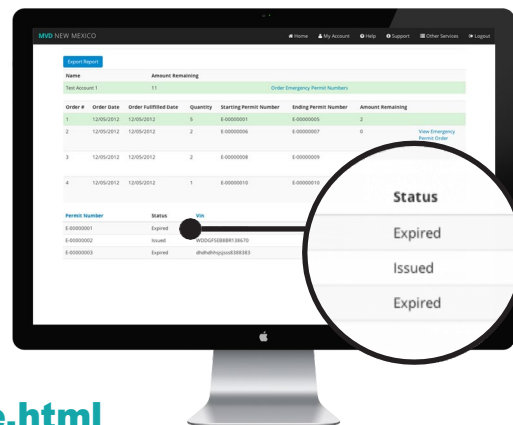 MVD NEW MEXICO Home My Account Help Support Other Services Logout
Export Report
Name Amount Remaining
Test Account 1 11 Order Emergency Permit Numbers
Order # Order Date Order Fullfilled Date Quantity Starting Permit Number Ending Permit Number Amount Remaining
1 12/05/2012 12/05/2012 5 E-00000001 E-00000005 2
2 12/05/2012 12/05/2012 2 E-00000006 E-00000007 0 View Emergency
Permit Order
3 12/05/2012 12/05/2012 2 E-00000008 E-00000009
4 12/05/2012 12/05/2012 1 E-00000010 E-00000010
Permit Number Status Vin
E-00000001 Expired
E-00000002 Issued
E-00000003 Expired
Status
Expired
Issued
Expired
e.html